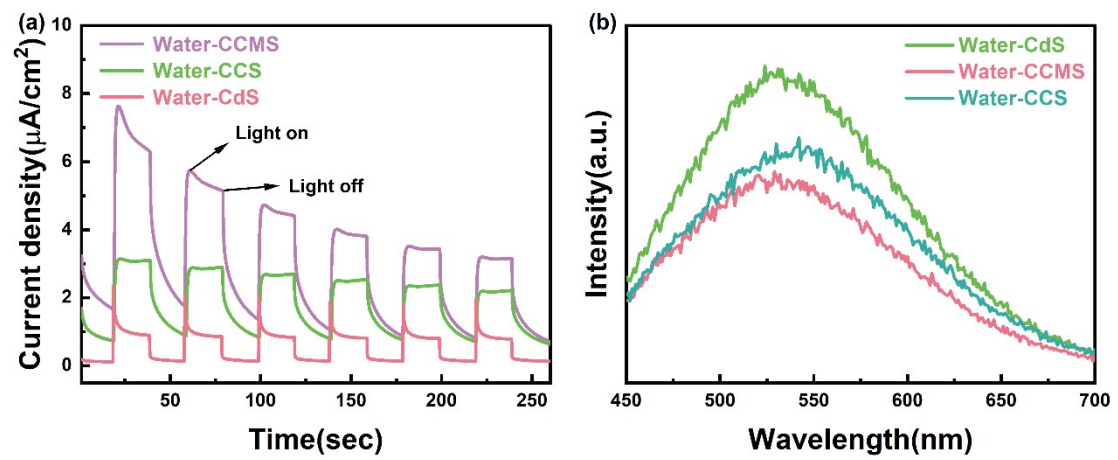 (a)
10
8
6
4
2
0
Current density(μA/cm²)
Water-CCMS
Water-CCS
Water-CdS
Light on
Light off
50
100
150
200
250
Time(sec)
(b)
Intensity(a.u.)
Water-CdS
Water-CCMS
Water-CCS
450
500
550
600
650
700
Wavelength(nm)